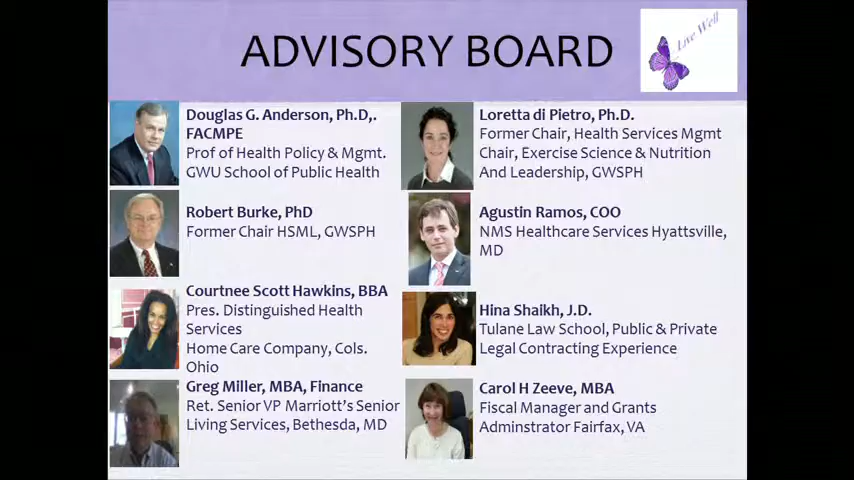 ADVISORY BOARD
Live Well
Douglas G. Anderson, Ph.D,.
FACMPE
Prof of Health Policy & Mgmt.
GWU School of Public Health
Robert Burke, PhD
Former Chair HSML, GWSPH
Courtnee Scott Hawkins, BBA
Pres. Distinguished Health
Services
Home Care Company, Cols.
Ohio
Greg Miller, MBA, Finance
Ret. Senior VP Marriott's Senior
Living Services, Bethesda, MD
Loretta di Pietro, Ph.D.
Former Chair, Health Services Mgmt
Chair, Exercise Science & Nutrition
And Leadership, GWSPH
Agustin Ramos, COO
NMS Healthcare Services Hyattsville,
MD
Hina Shaikh, J.D.
Tulane Law School, Public & Private
Legal Contracting Experience
Carol H Zeeve, MBA
Fiscal Manager and Grants
Adminstrator Fairfax, VA